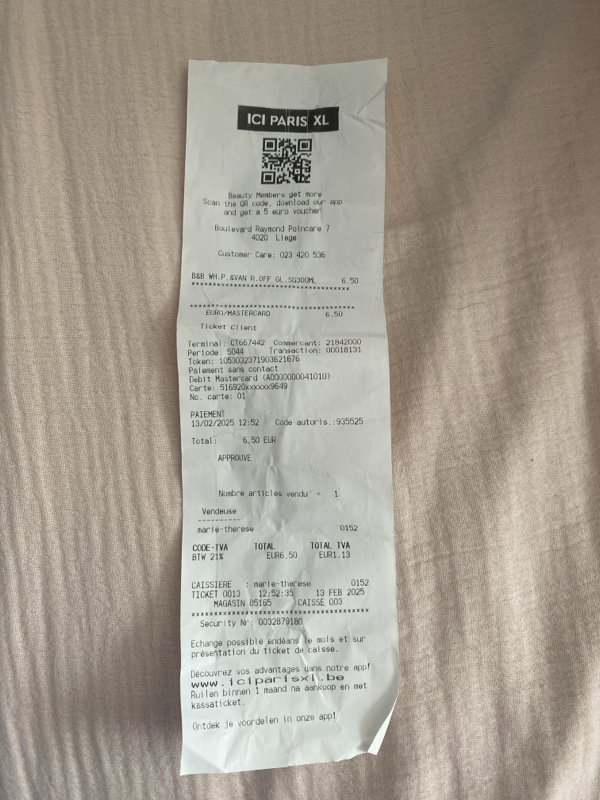 ICI PARIS XL
Beauty Members get more
Scan the QR code, download our app
and get a 5 euro voucher
Boulevard Raymond Poincare 7
4020 Liege
Customer Care: 023 420 536
B&B WH.P.&VAN R.OFF GL.SG300ML 6.50
****************************************
****************************************
EURO/MASTERCARD 6.50
Ticket Client
Terminal: CT667442 Commercant: 21842000
Periode: 5044 Transaction: 00018131
Token: 1053032371903621676
Paiement sans contact
Debit Mastercard (A0000000041010)
Carte: 516920xxxxxx9649
No. carte: 01
PAIEMENT
13/02/2025 12:52 Code autoris.:935525
Total: 6,50 EUR
APPROUVE
Nombre articles vendu = 1
Vendeuse
----------
marie-therese 0152
CODE-TVA TOTAL TOTAL TVA
BTW 21% EUR6.50 EUR1.13
CAISSIERE : marie-therese 0152
TICKET 0013 12:52:35 13 FEB 2025
MAGASIN 05165 CAISSE 003
****************************************
Security Nr: 0032879186
Echange possible endéans le mois et sur
présentation du ticket de caisse.
Découvrez vos advantages dans notre app!
www.iciparisxl.be
Ruilen binnen 1 maand na aankoop en met
kassaticket.
Ontdek je voordelen in onze app!